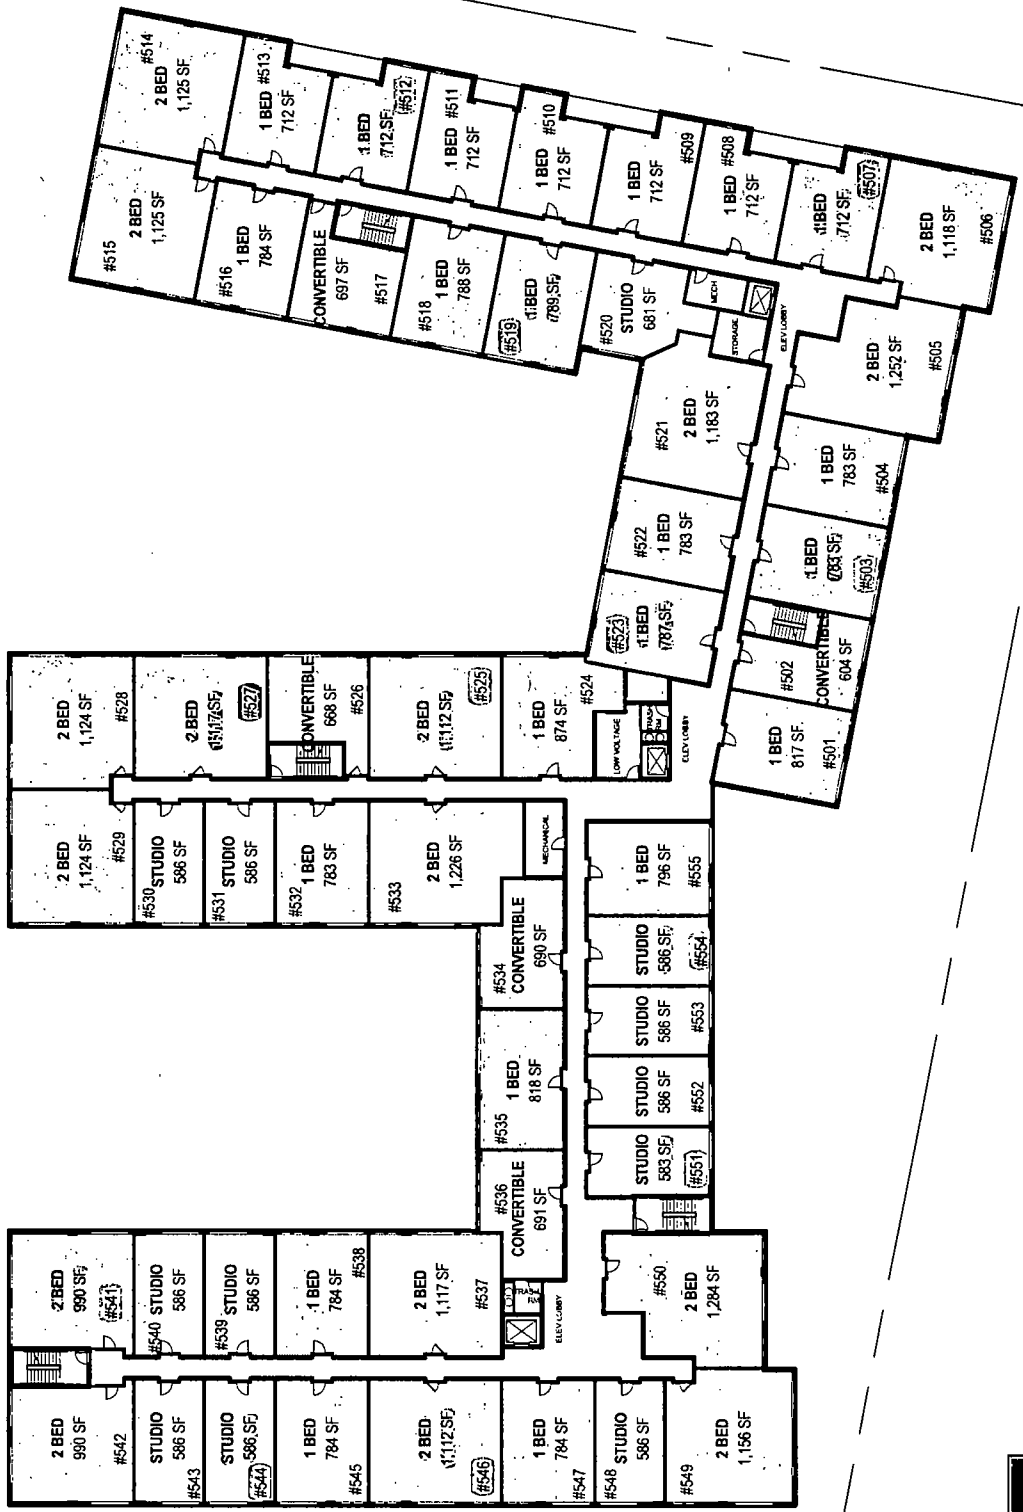 #514
2 BED
1,125 SF
1 BED #513
712 SF
1 BED
712 SF
#512
1 BED #511
712 SF
1 BED #510
712 SF
1 BED
712 SF
#509
1 BED #508
712 SF
1 BED
712 SF
#507
2 BED
1,118 SF
#506
#515
2 BED
1,125 SF
#516
1 BED
784 SF
CONVERTIBLE
697 SF
#517
#518
1 BED
788 SF
#519
1 BED
789 SF
#520
STUDIO
681 SF
MECH
STORAGE
ELEV LOBBY
2 BED
1,252 SF
#505
#521
2 BED
1,183 SF
1 BED
783 SF
#504
#522
1 BED
783 SF
1 BED
783 SF
#503
#523
1 BED
787 SF
#502
CONVERTIBLE
604 SF
1 BED
817 SF
#501
2 BED
1,124 SF
#528
2 BED
1,117 SF
#527
CONVERTIBLE
668 SF
#526
2 BED
1,112 SF
#525
1 BED
874 SF
#524
LOW VOLTAGE
TRASH
RM
ELEV LOBBY
2 BED
1,124 SF
#529
#530
STUDIO
586 SF
#531
STUDIO
586 SF
#532
1 BED
783 SF
#533
2 BED
1,226 SF
MECHANICAL
#534
CONVERTIBLE
690 SF
#535
1 BED
818 SF
#536
CONVERTIBLE
691 SF
1 BED
796 SF
#555
STUDIO
586 SF
#554
STUDIO
586 SF
#553
STUDIO
586 SF
#552
STUDIO
583 SF
#551
#550
2 BED
1,284 SF
2 BED
990 SF
#541
STUDIO
586 SF
#540
STUDIO
586 SF
#539
1 BED
784 SF
#538
2 BED
1,117 SF
#537
TRASH
RM
ELEV LOBBY
2 BED
990 SF
#542
STUDIO
586 SF
#543
STUDIO
586 SF
#544
1 BED
784 SF
#545
2 BED
1,112 SF
#546
1 BED
784 SF
#547
STUDIO
586 SF
#548
#549
2 BED
1,156 SF